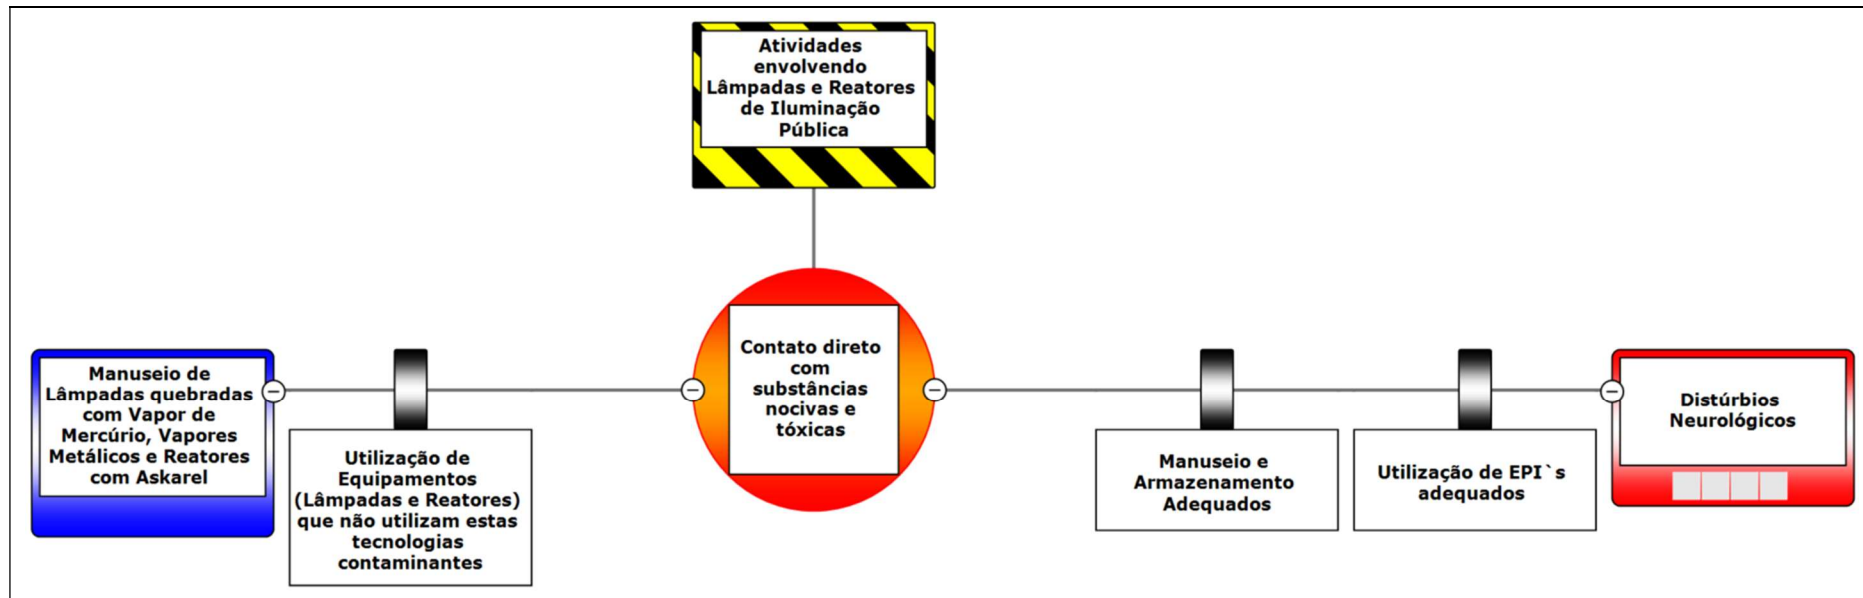 Atividades
envolvendo
Lâmpadas e Reatores
de Iluminação
Pública
Manuseio de
Lâmpadas quebradas
com Vapor de
Mercúrio, Vapores
Metálicos e Reatores
com Askarel
Utilização de
Equipamentos
(Lâmpadas e Reatores)
que não utilizam estas
tecnologias
contaminantes
Contato direto
com
substâncias
nocivas e
tóxicas
Manuseio e
Armazenamento
Adequados
Utilização de EPI`s
adequados
Distúrbios
Neurológicos